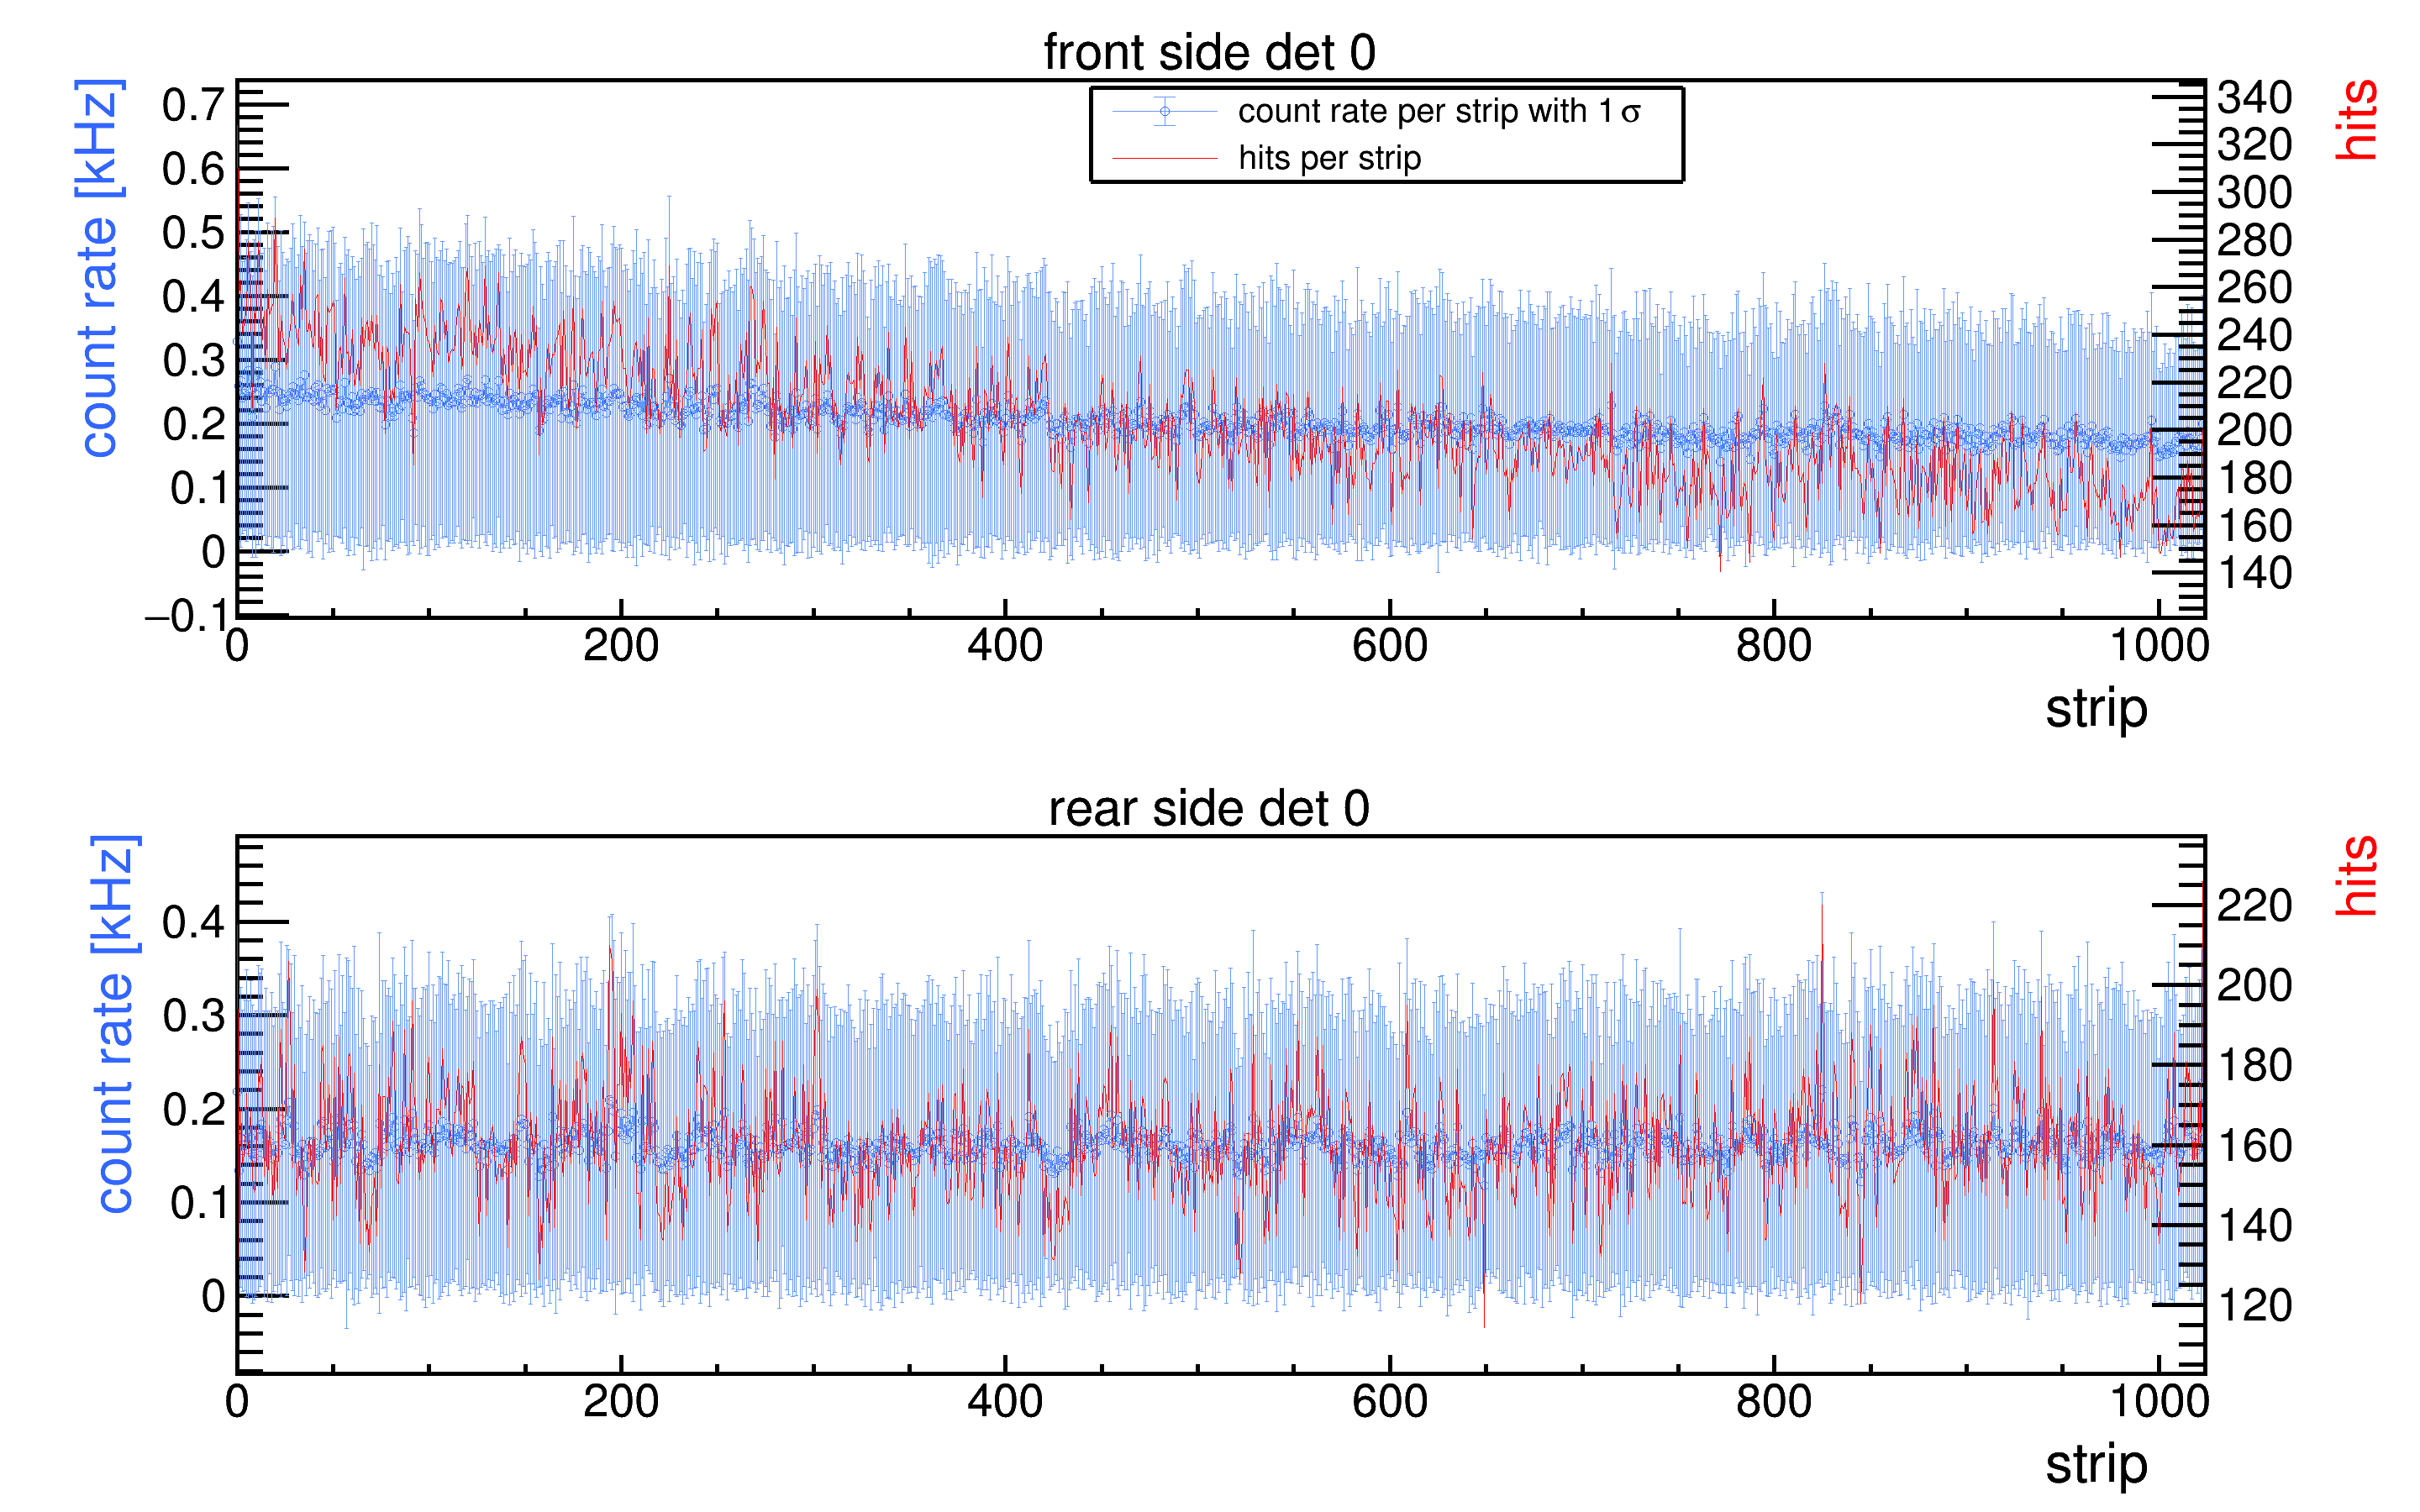 front side det 0
count rate [kHz]
hits
count rate per strip with 1 σ
hits per strip
0.7
0.6
0.5
0.4
0.3
0.2
0.1
0
−0.1
340
320
300
280
260
240
220
200
180
160
140
0 200 400 600 800 1000
strip
rear side det 0
count rate [kHz]
hits
0.4
0.3
0.2
0.1
0
220
200
180
160
140
120
0 200 400 600 800 1000
strip